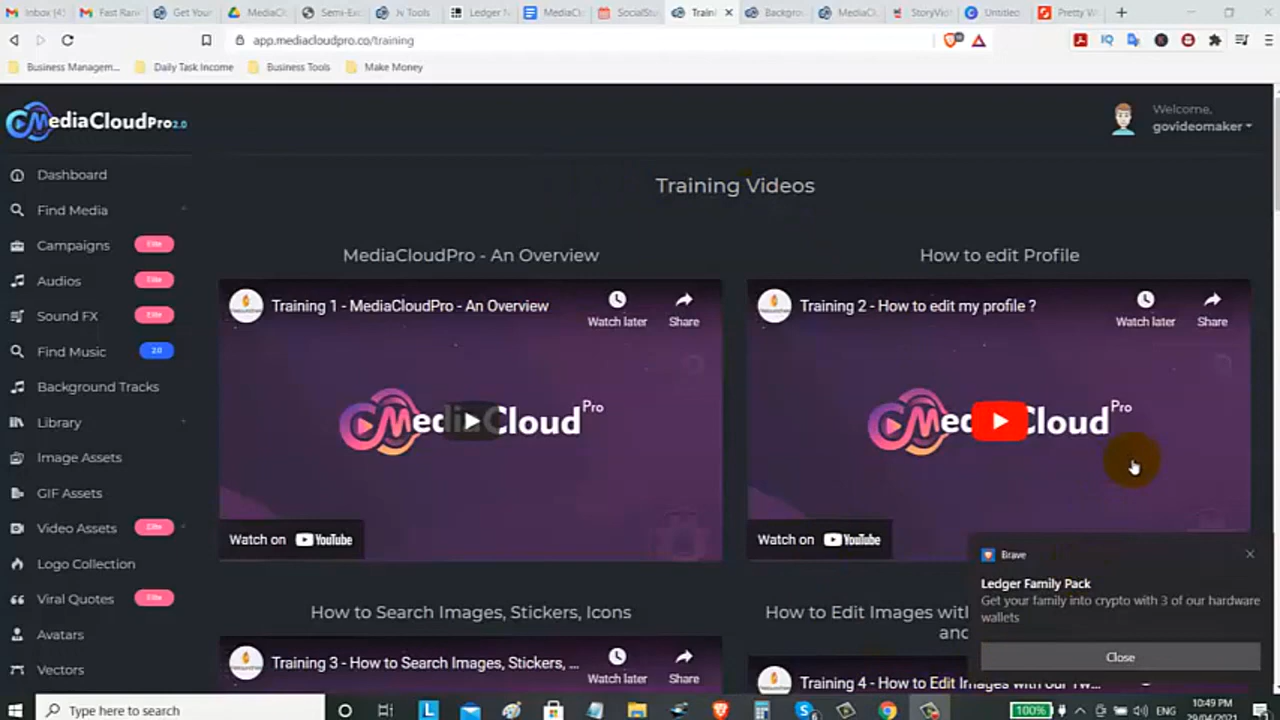 Inbox
Fast Rank
Get Your
MediaCl
Semi-Exc
Jv Tools
Ledger N
MediaCl
SocialStu
Traini
Backgro
MediaCl
StoryVid
Untitled
Pretty W
app.mediacloudpro.co/training
Business Managem...
Daily Task Income
Business Tools
Make Money
MediaCloudPro 2.0
Welcome,
govideomaker
Dashboard
Find Media
Campaigns Elite
Audios Elite
Sound FX Elite
Find Music 2.0
Background Tracks
Library
Image Assets
GIF Assets
Video Assets Elite
Logo Collection
Viral Quotes Elite
Avatars
Vectors
Training Videos
MediaCloudPro - An Overview
How to edit Profile
Training 1 - MediaCloudPro - An Overview
Watch later
Share
MediaCloud Pro
Watch on YouTube
Training 2 - How to edit my profile ?
Watch later
Share
MediaCloud Pro
Watch on YouTube
How to Search Images, Stickers, Icons
How to Edit Images with
and
Training 3 - How to Search Images, Stickers, ...
Watch later
Share
Training 4 - How to Edit Images with Our Tw...
Brave
Ledger Family Pack
Get your family into crypto with 3 of our hardware
wallets
Close
Type here to search
100%
ENG
10:49 PM
29/04/2021